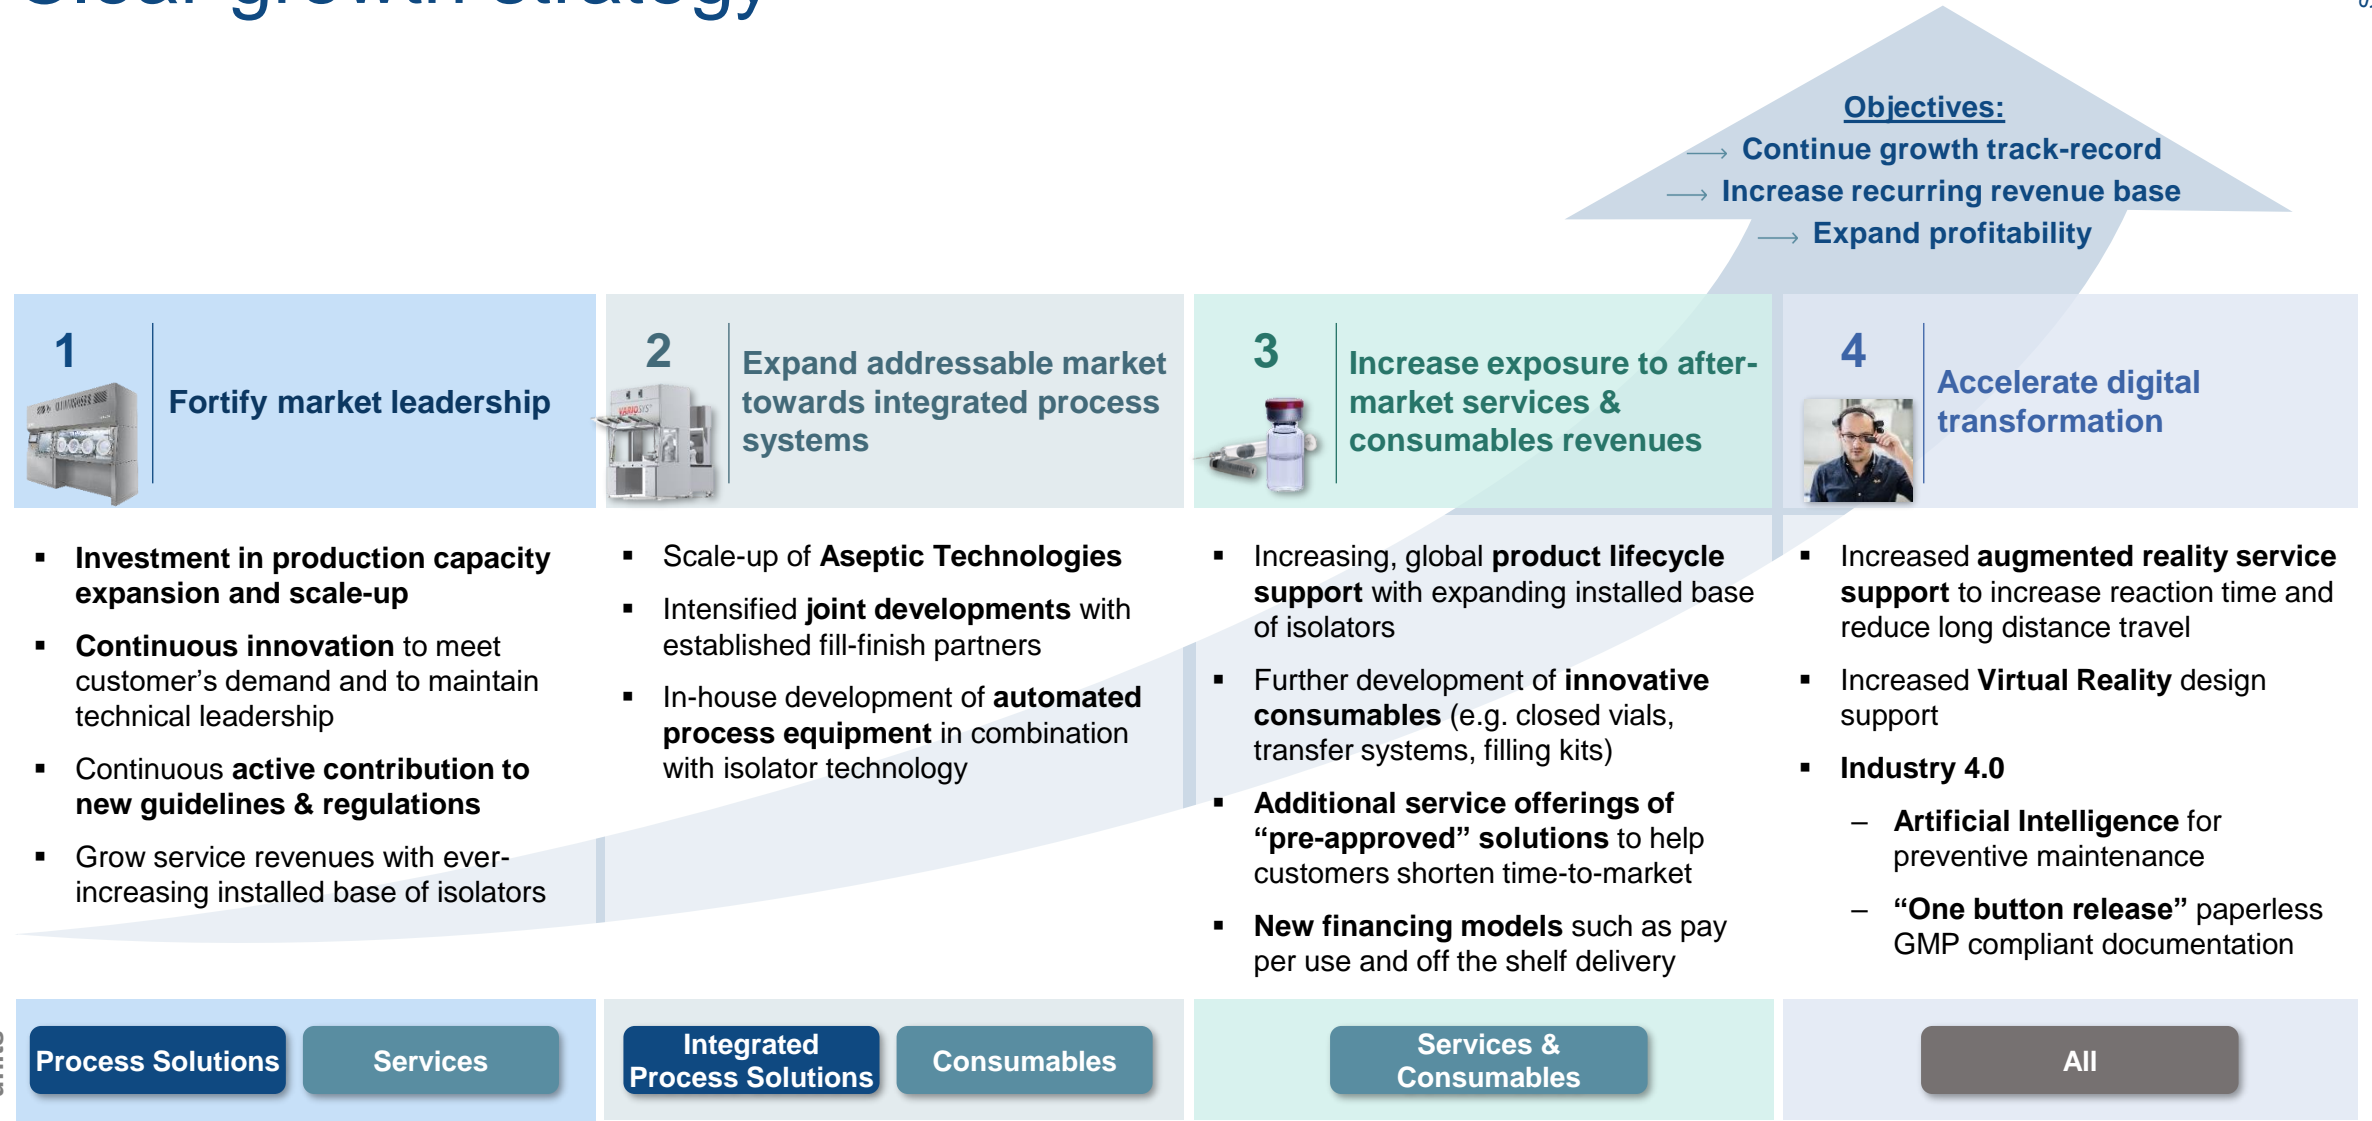 Clear growth strategy
Objectives:
Continue growth track-record
Increase recurring revenue base
Expand profitability
1
Fortify market leadership
2
VARIOSYS
Expand addressable market
towards integrated process
systems
3
Increase exposure to after-
market services &
consumables revenues
4
Accelerate digital
transformation
▪ Investment in production capacity
expansion and scale-up
▪ Continuous innovation to meet
customer’s demand and to maintain
technical leadership
▪ Continuous active contribution to
new guidelines & regulations
▪ Grow service revenues with ever-
increasing installed base of isolators
▪ Scale-up of Aseptic Technologies
▪ Intensified joint developments with
established fill-finish partners
▪ In-house development of automated
process equipment in combination
with isolator technology
▪ Increasing, global product lifecycle
support with expanding installed base
of isolators
▪ Further development of innovative
consumables (e.g. closed vials,
transfer systems, filling kits)
▪ Additional service offerings of
“pre-approved” solutions to help
customers shorten time-to-market
▪ New financing models such as pay
per use and off the shelf delivery
▪ Increased augmented reality service
support to increase reaction time and
reduce long distance travel
▪ Increased Virtual Reality design
support
▪ Industry 4.0
– Artificial Intelligence for
preventive maintenance
– “One button release” paperless
GMP compliant documentation
Process Solutions
Services
Integrated
Process Solutions
Consumables
Services &
Consumables
All